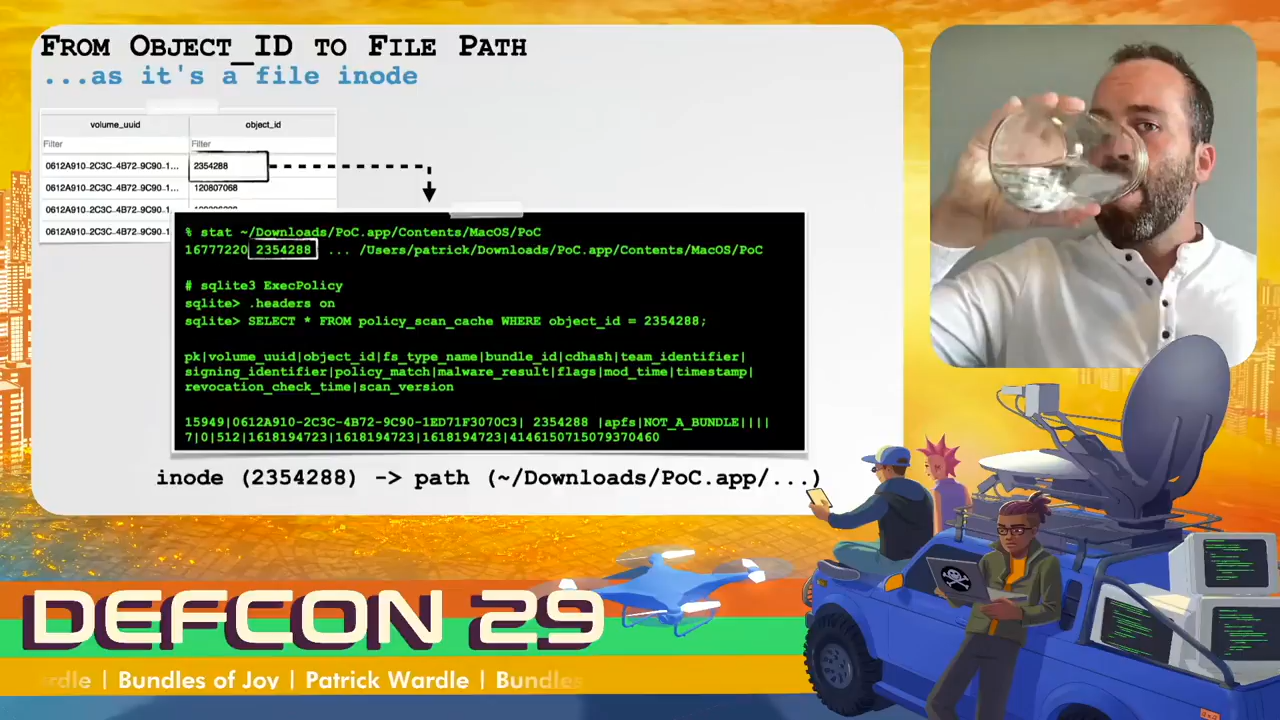 From Object_ID to File Path
...as it's a file inode
volume_uuid object_id
Filter Filter
0612A910-2C3C-4B72-9C90-1... 2354288
0612A910-2C3C-4B72-9C90-1... 120807068
0612A910-2C3C-4B72-9C90-1...
0612A910-2C3C-4B72-9C90-1...
% stat ~/Downloads/PoC.app/Contents/MacOS/PoC
16777220 2354288 ... /Users/patrick/Downloads/PoC.app/Contents/MacOS/PoC
# sqlite3 ExecPolicy
sqlite> .headers on
sqlite> SELECT * FROM policy_scan_cache WHERE object_id = 2354288;
pk|volume_uuid|object_id|fs_type_name|bundle_id|cdhash|team_identifier|
signing_identifier|policy_match|malware_result|flags|mod_time|timestamp|
revocation_check_time|scan_version
15949|0612A910-2C3C-4B72-9C90-1ED71F3070C3| 2354288 |apfs|NOT_A_BUNDLE||||
7|0|512|1618194723|1618194723|1618194723|4146150715079370460
inode (2354288) -> path (~/Downloads/PoC.app/...)
DEFCON 29
rdle | Bundles of Joy | Patrick Wardle | Bundles